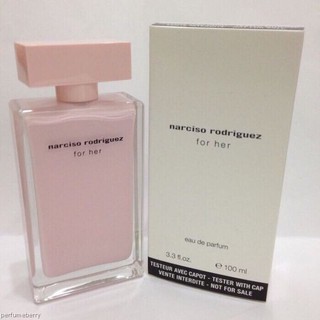 narciso rodriguez
for her
narciso rodriguez
for her
eau de parfum
3.3 fl.oz. e 100 ml
TESTEUR AVEC CAPOT - TESTER WITH CAP
VENTE INTERDITE - NOT FOR SALE
perfumeberry